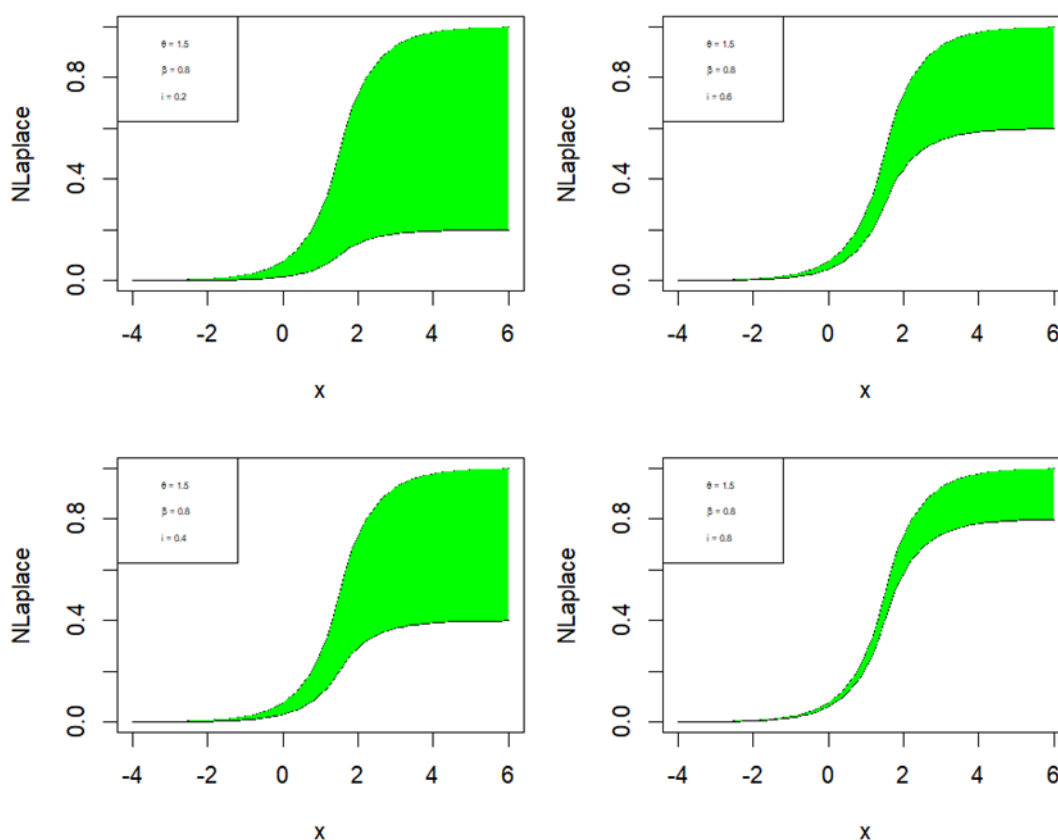 θ = 1.5
β = 0.8
i = 0.2
NLaplace
0.0 0.4 0.8
-4 -2 0 2 4 6
x
θ = 1.5
β = 0.8
i = 0.6
NLaplace
0.0 0.4 0.8
-4 -2 0 2 4 6
x
θ = 1.5
β = 0.8
i = 0.4
NLaplace
0.0 0.4 0.8
-4 -2 0 2 4 6
x
θ = 1.5
β = 0.8
i = 0.8
NLaplace
0.0 0.4 0.8
-4 -2 0 2 4 6
x